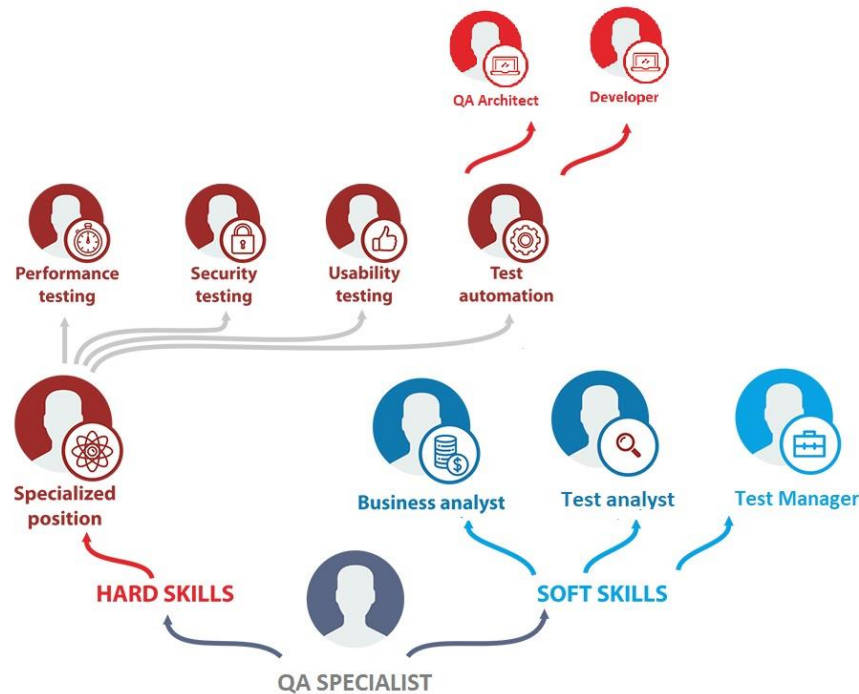 QA Architect
Developer
Performance
testing
Security
testing
Usability
testing
Test
automation
Specialized
position
Business analyst
Test analyst
Test Manager
HARD SKILLS
SOFT SKILLS
QA SPECIALIST